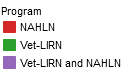 Program
NAHLN
Vet-LIRN
Vet-LIRN and NAHLN